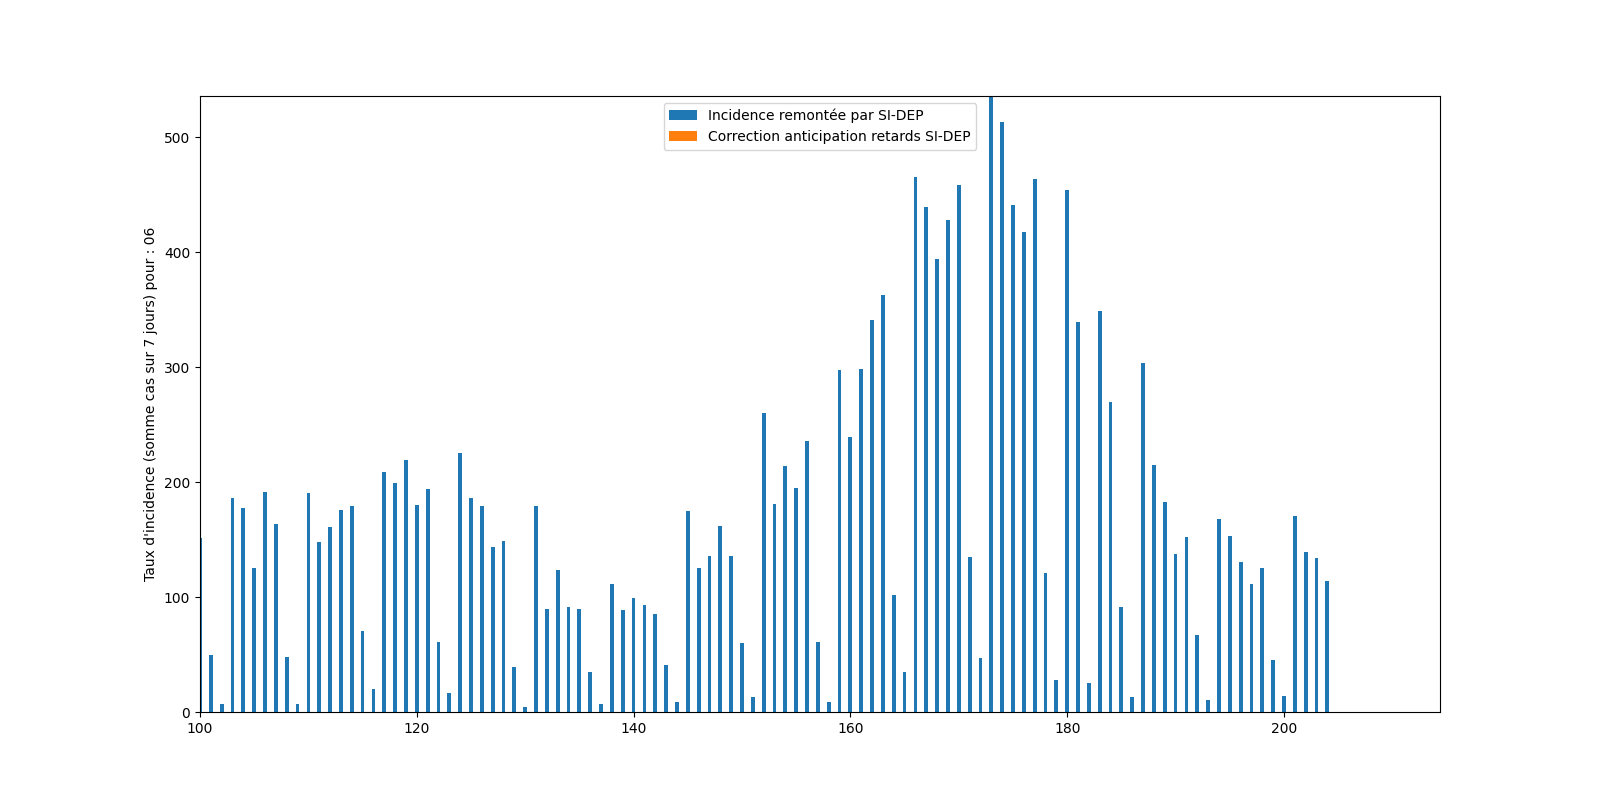 Incidence remontée par SI-DEP
Correction anticipation retards SI-DEP
Taux d'incidence (somme cas sur 7 jours) pour : 06
500
400
300
200
100
0
100 120 140 160 180 200